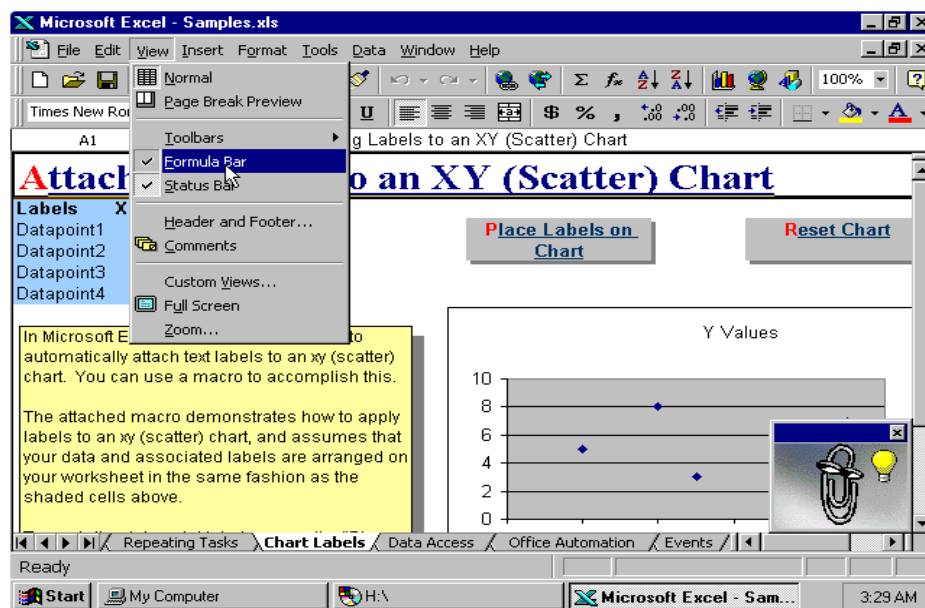 Microsoft Excel - Samples.xls
File Edit View Insert Format Tools Data Window Help
100%
Times New Ro
U $ % ,
A1
g Labels to an XY (Scatter) Chart
Normal
Page Break Preview
Toolbars
Formula Bar
Status Bar
Header and Footer...
Comments
Custom Views...
Full Screen
Zoom...
Attach
o an XY (Scatter) Chart
Labels X
Datapoint1
Datapoint2
Datapoint3
Datapoint4
Place Labels on
Chart
Reset Chart
In Microsoft E
to
automatically attach text labels to an xy (scatter)
chart. You can use a macro to accomplish this.
The attached macro demonstrates how to apply
labels to an xy (scatter) chart, and assumes that
your data and associated labels are arranged on
your worksheet in the same fashion as the
shaded cells above.
Y Values
10
8
6
4
2
0
Repeating Tasks Chart Labels Data Access Office Automation Events
Ready
Start My Computer H:\ Microsoft Excel - Sam... 3:29 AM